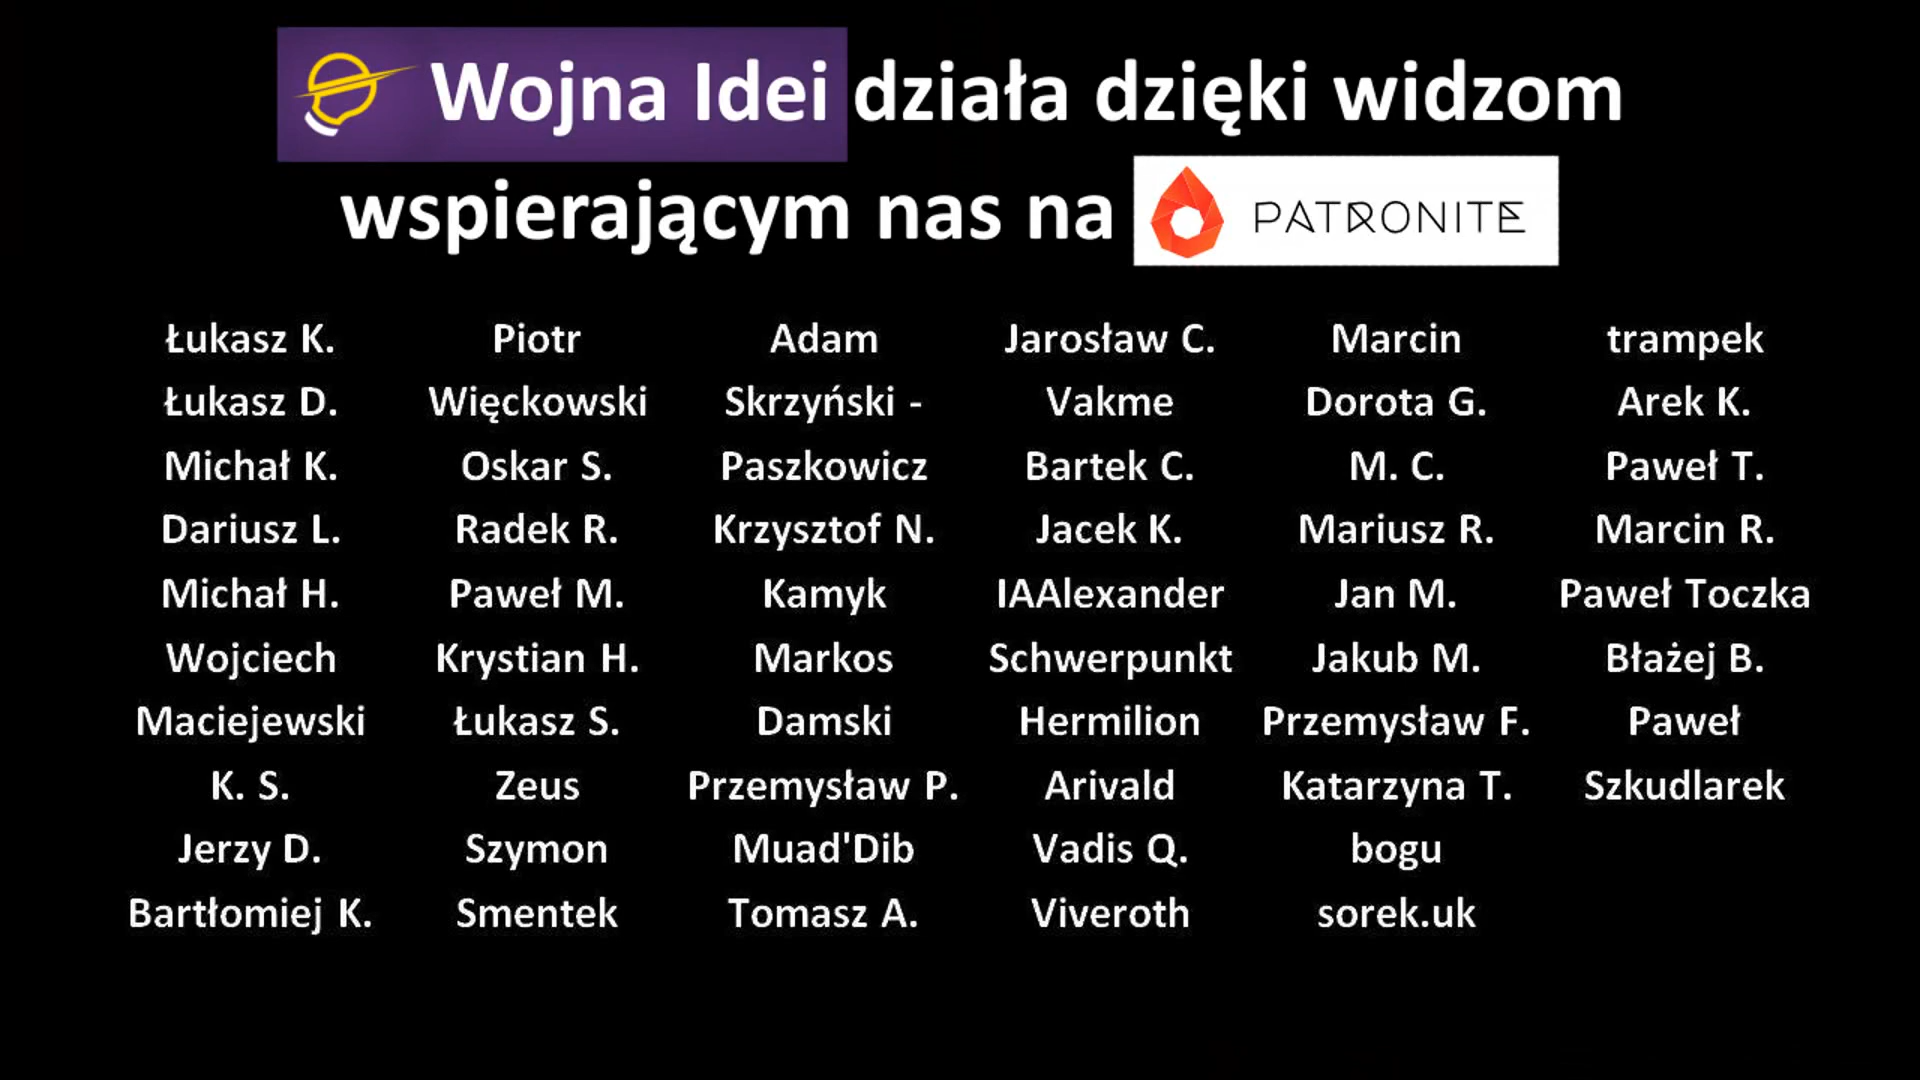 Wojna Idei działa dzięki widzom
wspierającym nas na PATRONITE
Łukasz K.
Łukasz D.
Michał K.
Dariusz L.
Michał H.
Wojciech
Maciejewski
K. S.
Jerzy D.
Bartłomiej K.
Piotr
Więckowski
Oskar S.
Radek R.
Paweł M.
Krystian H.
Łukasz S.
Zeus
Szymon
Smentek
Adam
Skrzyński -
Paszkowicz
Krzysztof N.
Kamyk
Markos
Damski
Przemysław P.
Muad'Dib
Tomasz A.
Jarosław C.
Vakme
Bartek C.
Jacek K.
IAAlexander
Schwerpunkt
Hermilion
Arivald
Vadis Q.
Viveroth
Marcin
Dorota G.
M. C.
Mariusz R.
Jan M.
Jakub M.
Przemysław F.
Katarzyna T.
bogu
sorek.uk
trampek
Arek K.
Paweł T.
Marcin R.
Paweł Toczka
Błażej B.
Paweł
Szkudlarek